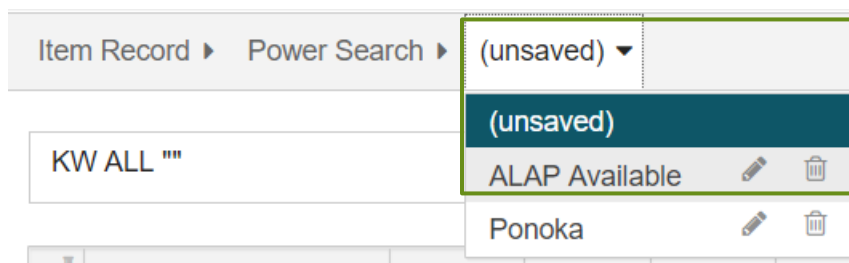 Item Record Power Search (unsaved)
(unsaved)
KW ALL ""
ALAP Available
Ponoka